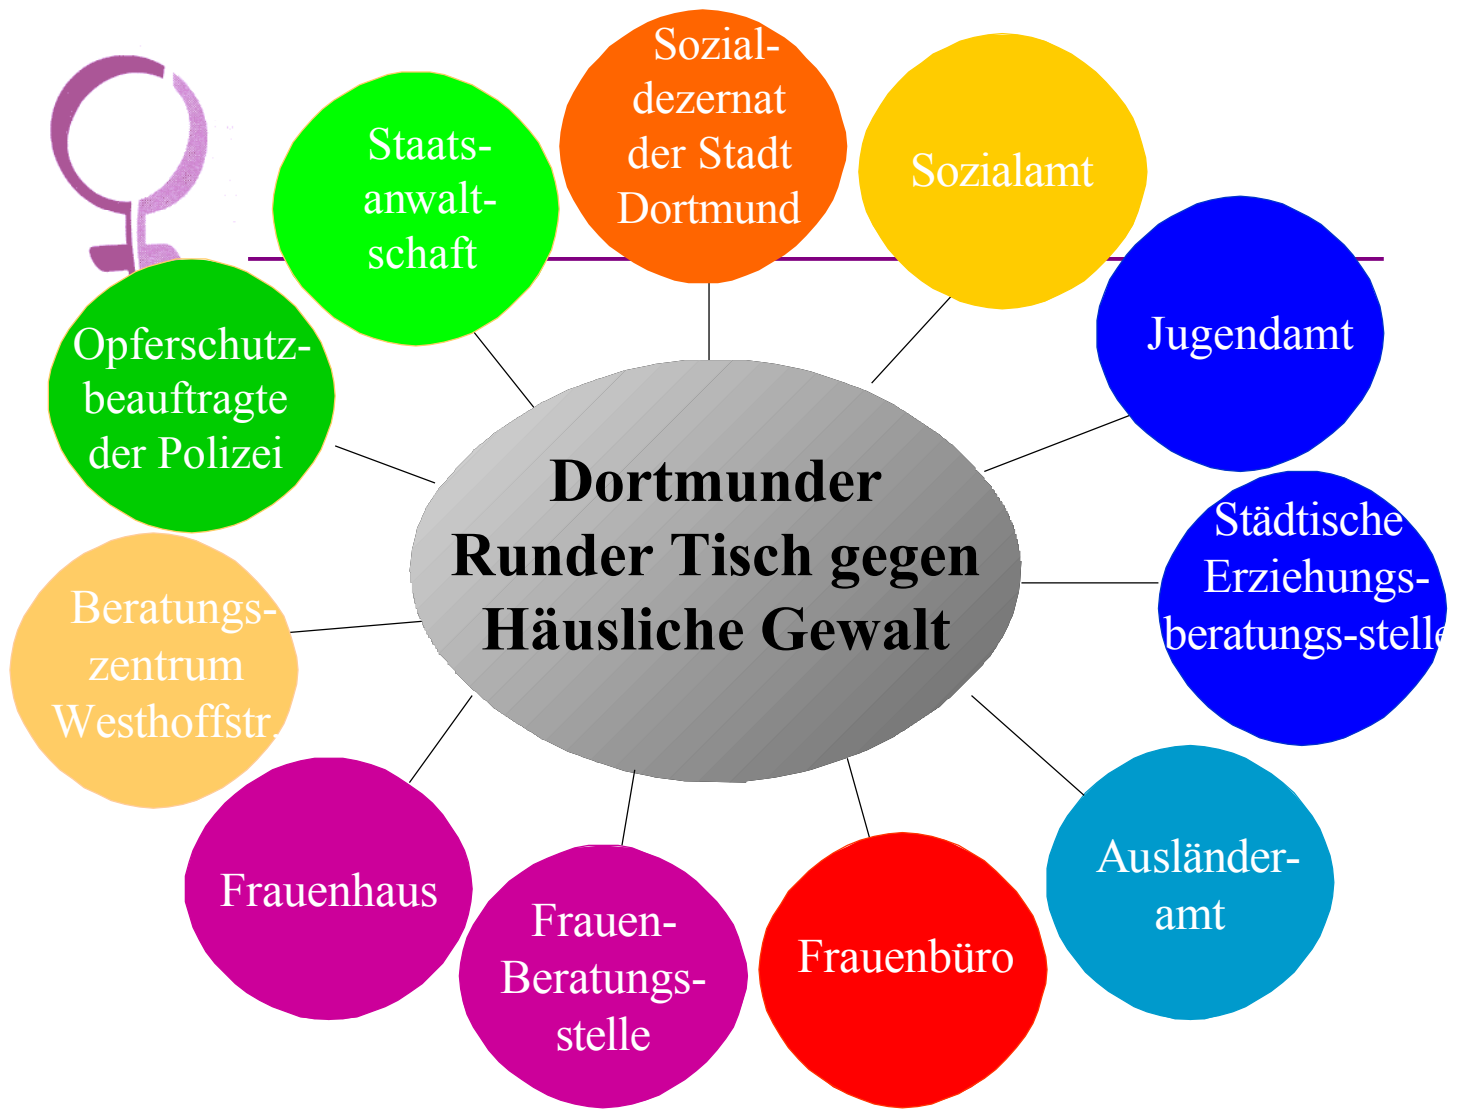 Sozial-
dezernat
der Stadt
Dortmund
Sozialamt
Jugendamt
Städtische
Erziehungs-
beratungs-stelle
Ausländer-
amt
Frauenbüro
Frauen-
Beratungs-
stelle
Frauenhaus
Beratungs-
zentrum
Westhoffstr.
Opferschutz-
beauftragte
der Polizei
Staats-
anwalt-
schaft
Dortmunder
Runder Tisch gegen
Häusliche Gewalt